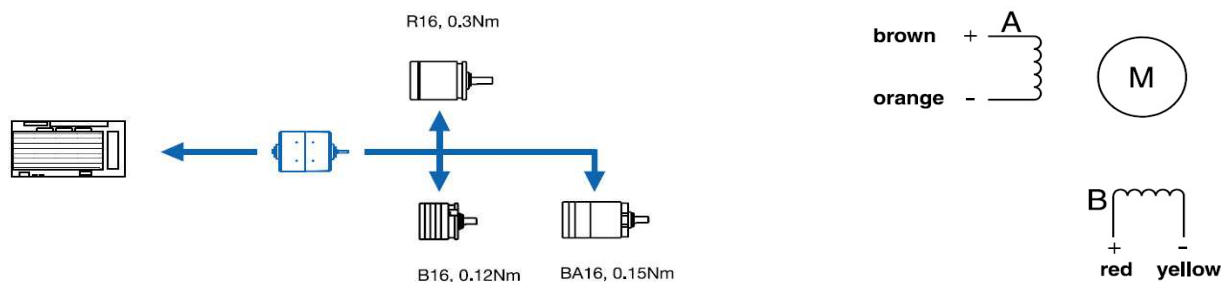 R16, 0.3Nm
B16, 0.12Nm
BA16, 0.15Nm
brown + A
orange -
M
B
+ -
red yellow